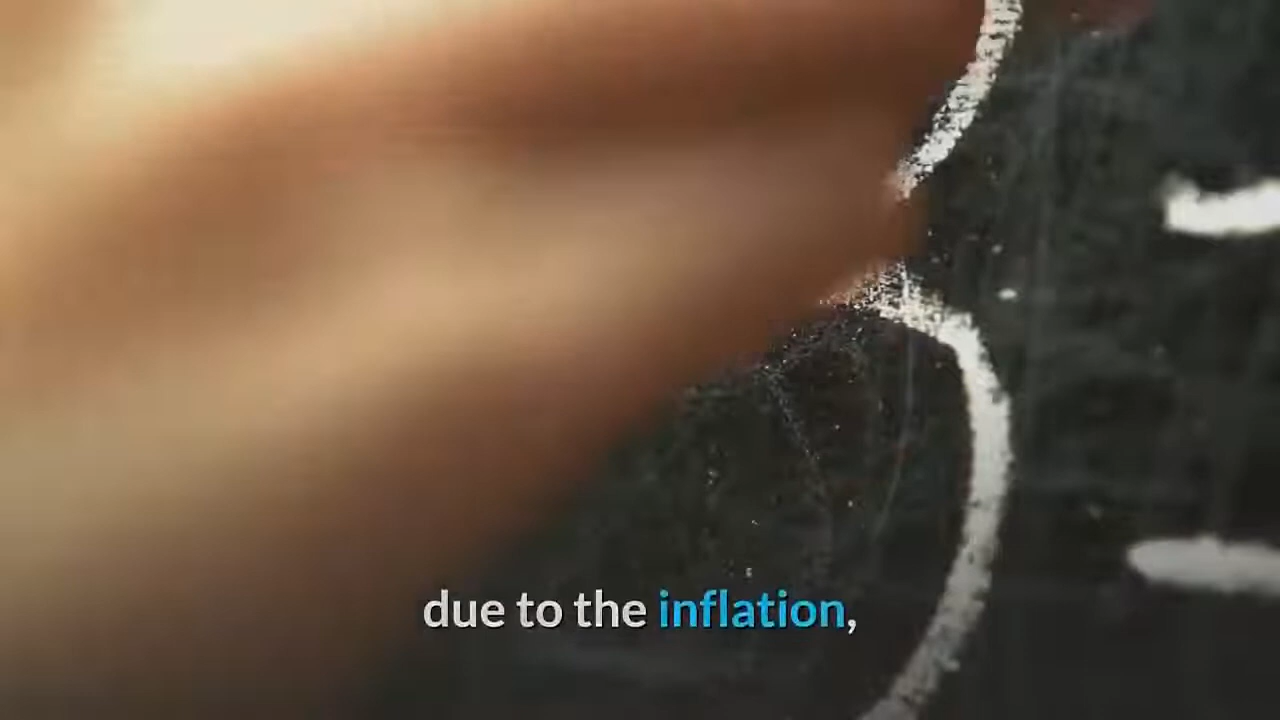 due to the inflation,